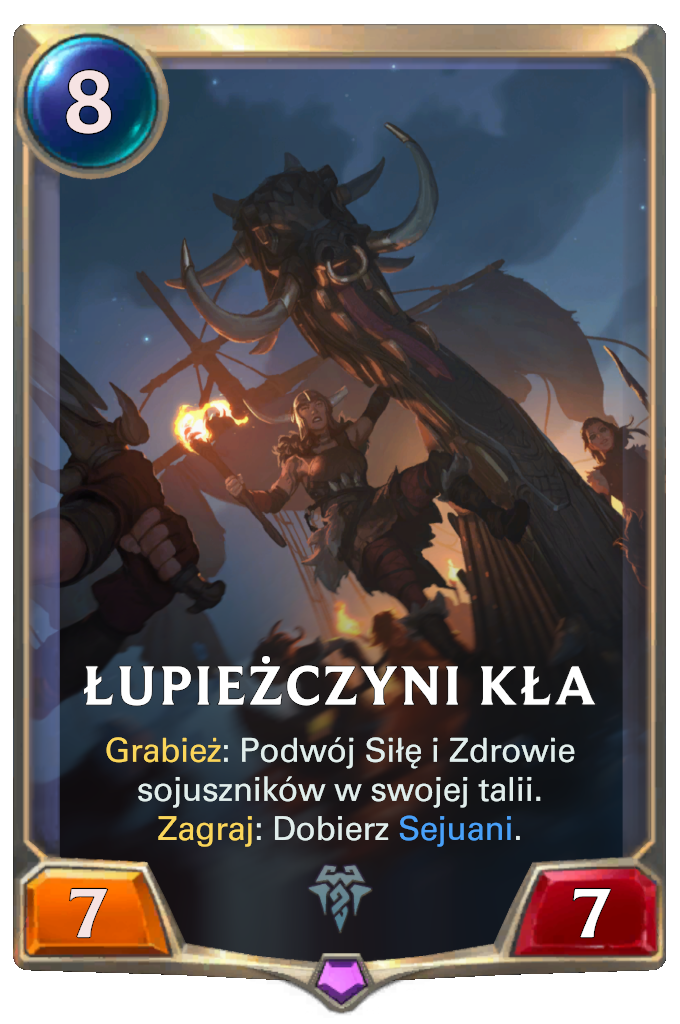 8
ŁUPIEŻCZYNI KŁA
Grabież: Podwój Siłę i Zdrowie
sojuszników w swojej talii.
Zagraj: Dobierz Sejuani.
7 7